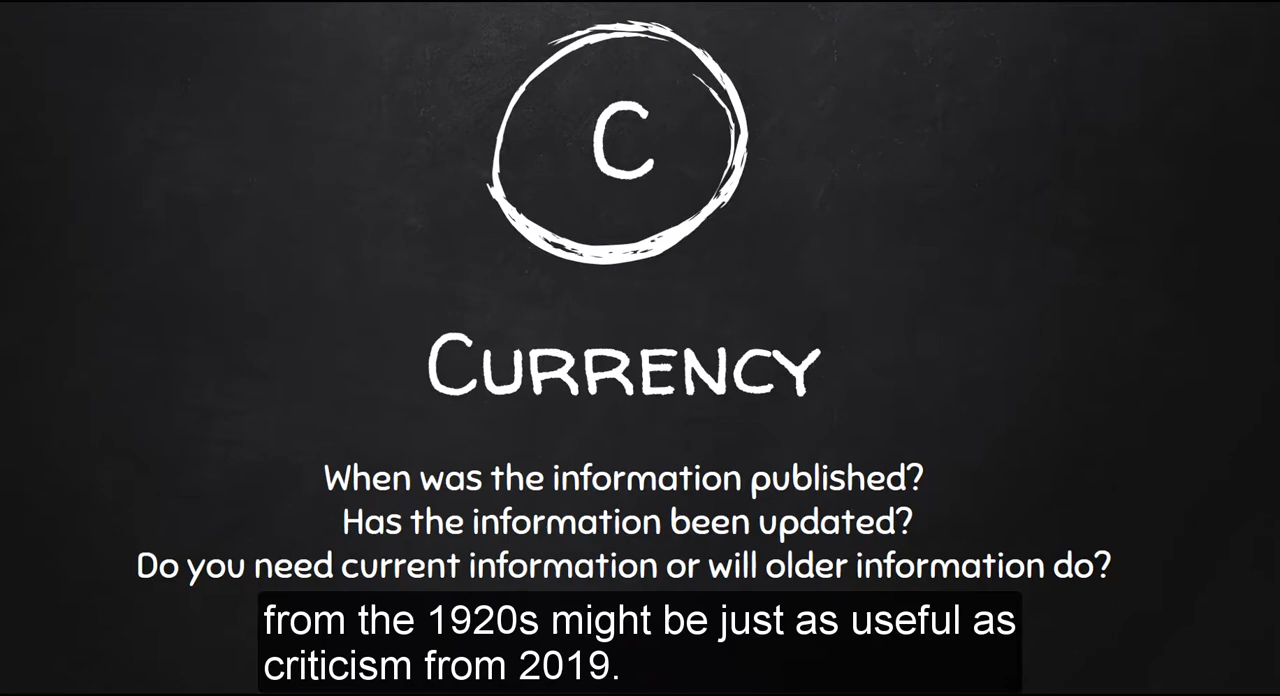 C
Currency
When was the information published?
Has the information been updated?
Do you need current information or will older information do?
from the 1920s might be just as useful as
criticism from 2019.